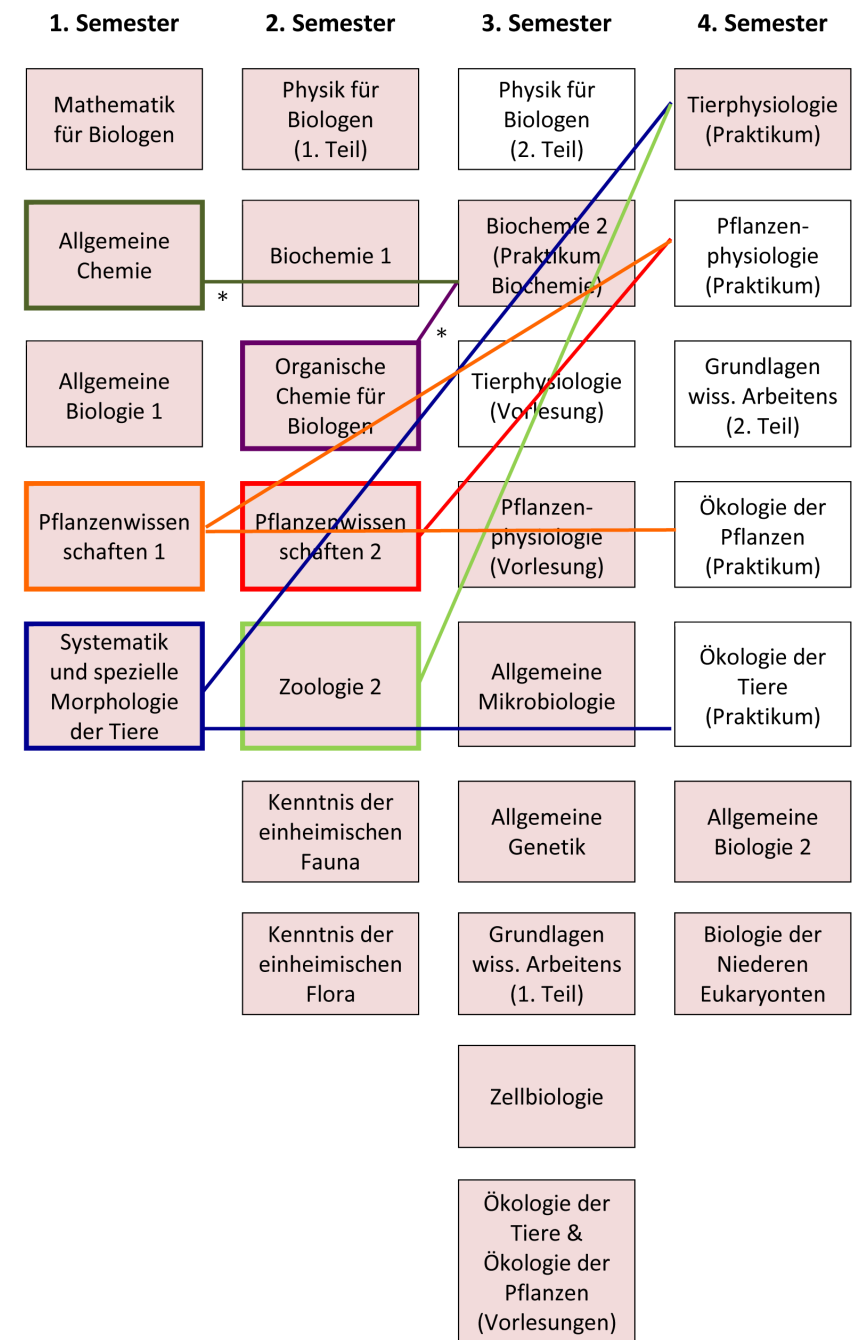 1. Semester
2. Semester
3. Semester
4. Semester
Mathematik
für Biologen
Physik für
Biologen
(1. Teil)
Physik für
Biologen
(2. Teil)
Tierphysiologie
(Praktikum)
Allgemeine
Chemie
*
Biochemie 1
Biochemie 2
(Praktikum
Biochemie)
Pflanzen-
physiologie
(Praktikum)
Allgemeine
Biologie 1
Organische
Chemie für
Biologen
*
Tierphysiologie
(Vorlesung)
Grundlagen
wiss. Arbeitens
(2. Teil)
Pflanzenwissen
schaften 1
Pflanzenwissen
schaften 2
Pflanzen-
physiologie
(Vorlesung)
Ökologie der
Pflanzen
(Praktikum)
Systematik
und spezielle
Morphologie
der Tiere
Zoologie 2
Allgemeine
Mikrobiologie
Ökologie der
Tiere
(Praktikum)
Kenntnis der
einheimischen
Fauna
Allgemeine
Genetik
Allgemeine
Biologie 2
Kenntnis der
einheimischen
Flora
Grundlagen
wiss. Arbeitens
(1. Teil)
Biologie der
Niederen
Eukaryonten
Zellbiologie
Ökologie der
Tiere &
Ökologie der
Pflanzen
(Vorlesungen)